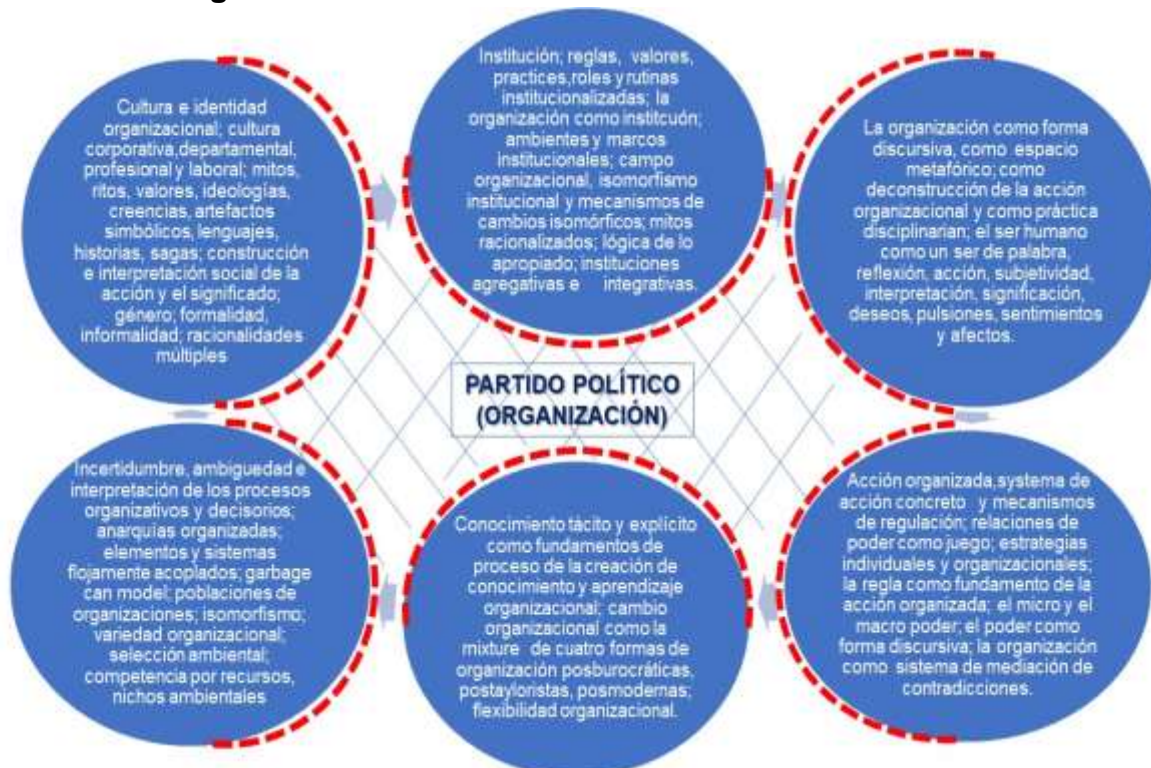 Cultura e identidad
organizacional; cultura
corporativa,departamental,
profesional y laboral; mitos,
ritos, valores, ideologías,
creencias, artefactos
simbólicos, lenguajes,
historias, sagas; construcción
e interpretación social de la
acción y el significado;
género; formalidad,
informalidad; racionalidades
múltiples
Institución; reglas, valores,
practices,roles y rutinas
institucionalizadas; la
organización como institcuón;
ambientes y marcos
institucionales; campo
organizacional, isomorfismo
institucional y mecanismos de
cambios isomórficos; mitos
racionalizados; lógica de lo
apropiado; instituciones
agregativas e integrativas.
La organización como forma
discursiva, como espacio
metafórico; como
deconstrucción de la acción
organizacional y como práctica
disciplinarian; el ser humano
como un ser de palabra,
reflexión, acción, subjetividad,
interpretación, significación,
deseos, pulsiones, sentimientos
y afectos.
PARTIDO POLÍTICO
(ORGANIZACIÓN)
Incertidumbre, ambiguedad e
interpretación de los procesos
organizativos y decisorios;
anarquías organizadas;
elementos y sistemas
flojamente acoplados; garbage
can model; poblaciones de
organizaciones; isomorfismo;
variedad organizacional;
selección ambiental;
competencia por recursos,
nichos ambientales
Conocimiento tácito y explícito
como fundamentos de
proceso de la creación de
conocimiento y aprendizaje
organizacional; cambio
organizacional como la
mixture de cuatro formas de
organización posburocráticas,
postayloristas, posmodernas;
flexibilidad organizacional.
Acción organizada,systema de
acción concreto y mecanismos
de regulación; relaciones de
poder como juego; estrategias
individuales y organizacionales;
la regla como fundamento de la
acción organizada; el micro y el
macro poder; el poder como
forma discursiva; la organización
como sistema de mediación de
contradicciones.